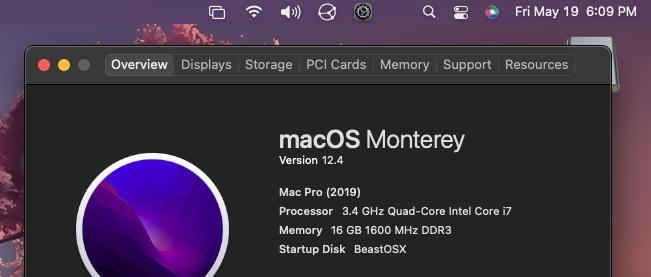 Fri May 19 6:09 PM
Overview Displays Storage PCI Cards Memory Support Resources
macOS Monterey
Version 12.4
Mac Pro (2019)
Processor 3.4 GHz Quad-Core Intel Core i7
Memory 16 GB 1600 MHz DDR3
Startup Disk BeastOSX